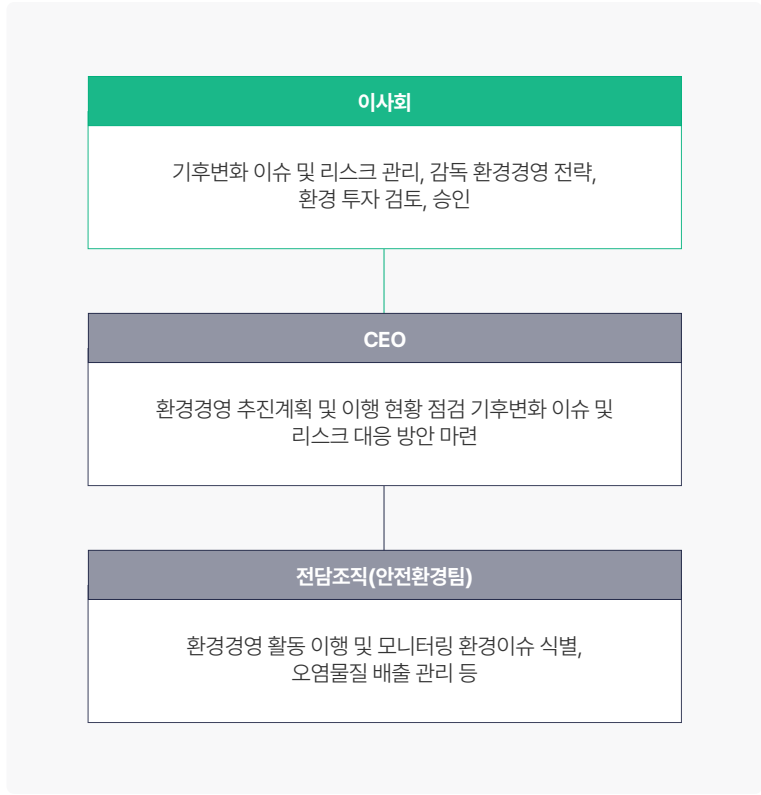 이사회
기후변화 이슈 및 리스크 관리, 감독 환경경영 전략,
환경 투자 검토, 승인
CEO
환경경영 추진계획 및 이행 현황 점검 기후변화 이슈 및
리스크 대응 방안 마련
전담조직(안전환경팀)
환경경영 활동 이행 및 모니터링 환경이슈 식별,
오염물질 배출 관리 등